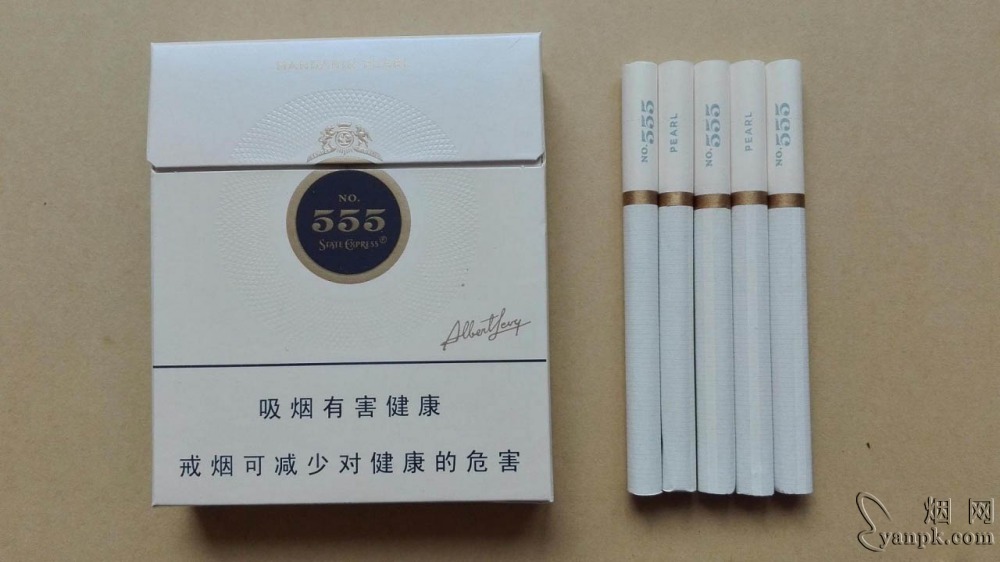 NO.
555
STATE EXPRESS®
Albert Levy
吸烟有害健康
戒烟可减少对健康的危害
NO.555
PEARL
NO.555
PEARL
NO.555
烟网
yanpk.com